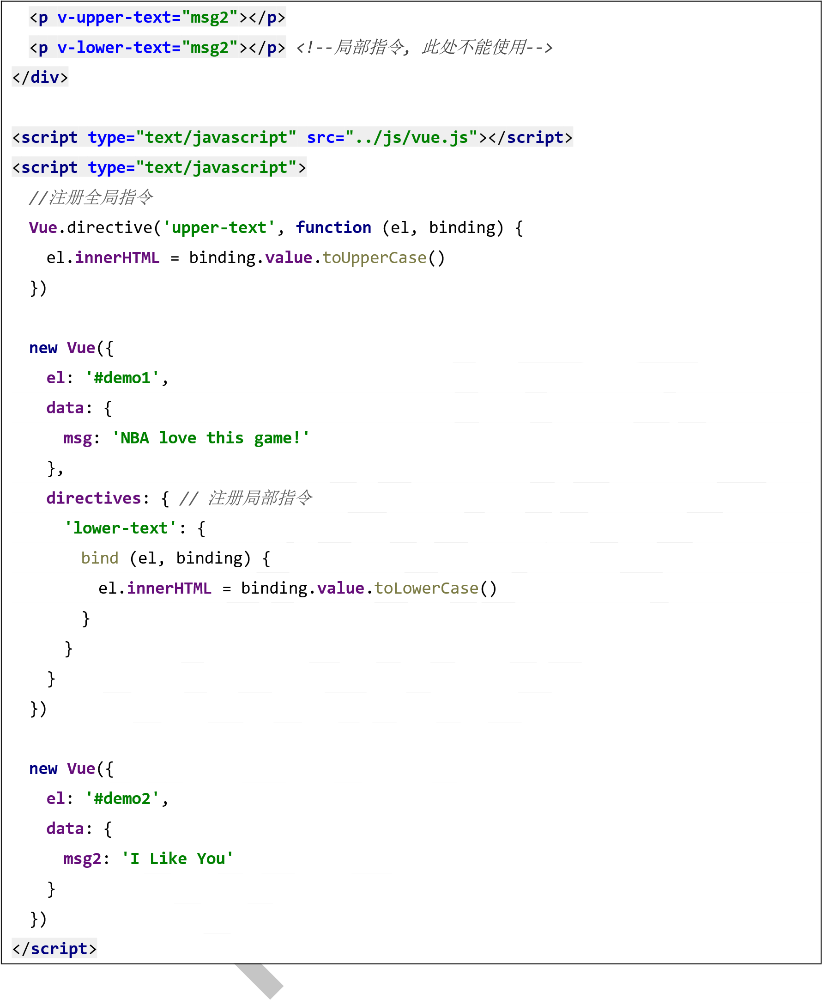 <p v-upper-text="msg2"></p>
<p v-lower-text="msg2"></p> <!--局部指令, 此处不能使用-->
</div>
<script type="text/javascript" src="../js/vue.js"></script>
<script type="text/javascript">
//注册全局指令
Vue.directive('upper-text', function (el, binding) {
el.innerHTML = binding.value.toUpperCase()
})
new Vue({
el: '#demo1',
data: {
msg: 'NBA love this game!'
},
directives: { // 注册局部指令
'lower-text': {
bind (el, binding) {
el.innerHTML = binding.value.toLowerCase()
}
}
}
})
new Vue({
el: '#demo2',
data: {
msg2: 'I Like You'
}
})
</script>